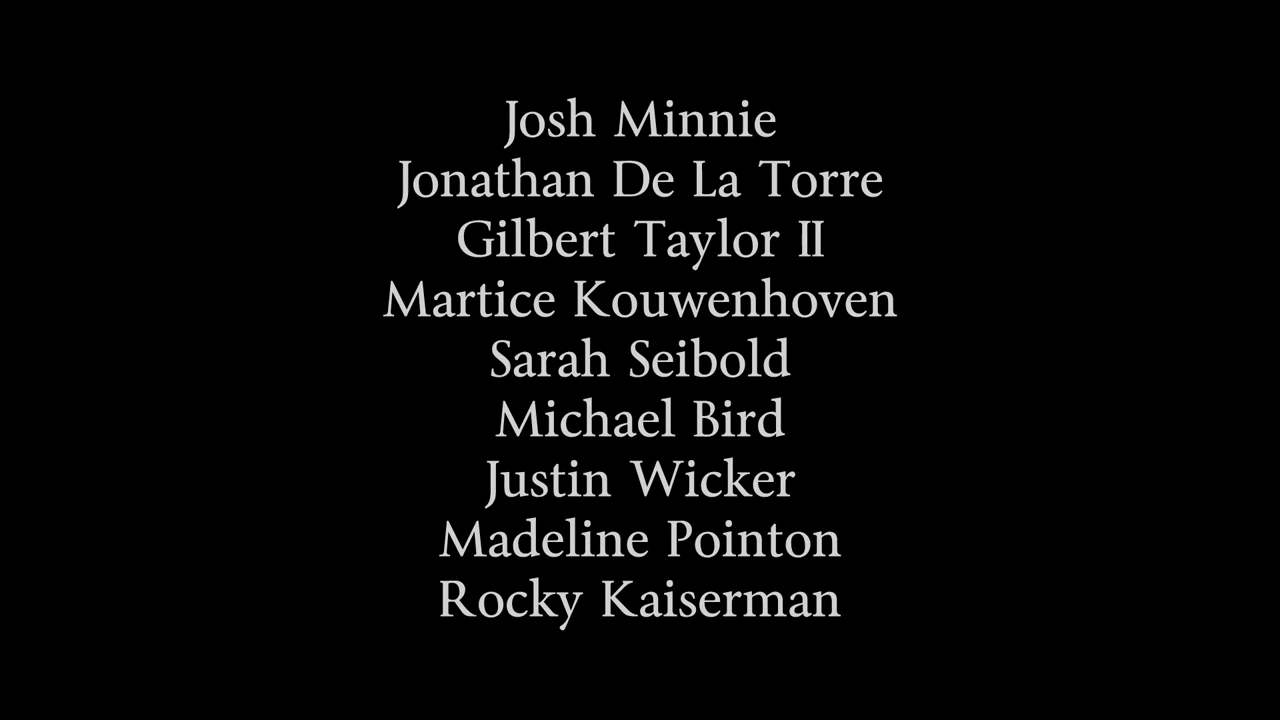 Josh Minnie
Jonathan De La Torre
Gilbert Taylor II
Martice Kouwenhoven
Sarah Seibold
Michael Bird
Justin Wicker
Madeline Pointon
Rocky Kaiserman